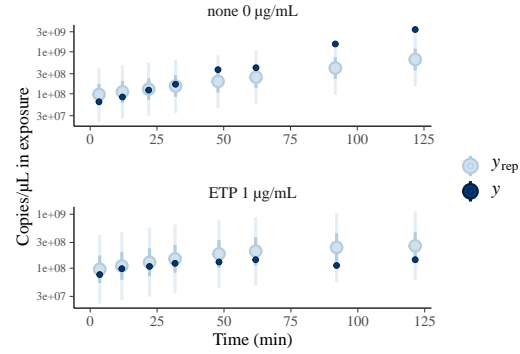 none 0 μg/mL
3e+09
1e+09
3e+08
1e+08
3e+07
0 25 50 75 100 125
Copies/μL in exposure
y rep
y
ETP 1 μg/mL
1e+09
3e+08
1e+08
3e+07
0 25 50 75 100 125
Time (min)